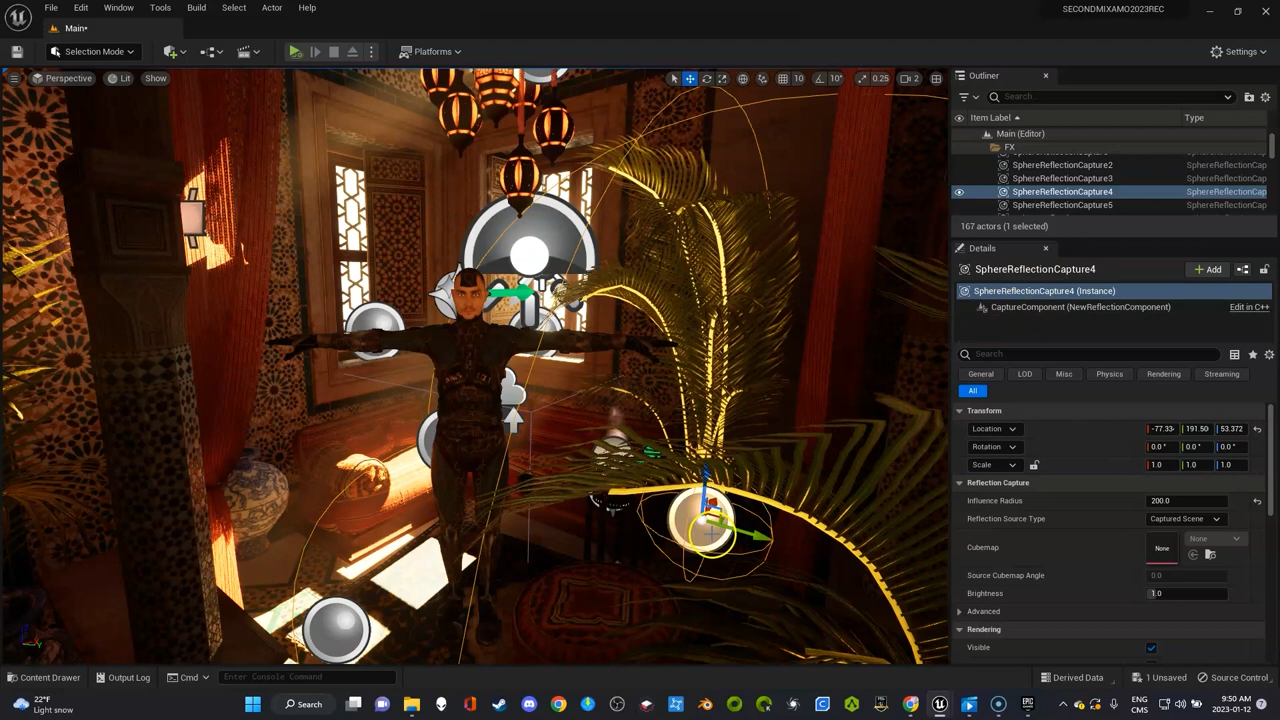 File Edit Window Tools Build Select Actor Help
SECONDMIXAMO2023REC
Main*
Selection Mode
Platforms
Settings
Perspective Lit Show
10 10° 0.25 2
Outliner
Search...
Item Label Type
Main (Editor)
FX
SphereReflectionCapture2 SphereReflectionCap
SphereReflectionCapture3 SphereReflectionCap
SphereReflectionCapture4 SphereReflectionCap
SphereReflectionCapture5 SphereReflectionCap
167 actors (1 selected)
Details
SphereReflectionCapture4
Add
SphereReflectionCapture4 (Instance)
CaptureComponent (NewReflectionComponent) Edit in C++
Search
General LOD Misc Physics Rendering Streaming
All
Transform
Location -77.33 191.50 53.372
Rotation 0.0° 0.0° 0.0°
Scale 1.0 1.0 1.0
Reflection Capture
Influence Radius 200.0
Reflection Source Type Captured Scene
Cubemap None None
Source Cubemap Angle 0.0
Brightness 1.0
Advanced
Rendering
Visible
Content Drawer Output Log Cmd Enter Console Command
Derived Data 1 Unsaved Source Control
22°F
Light snow
Search
ENG
CMS
9:50 AM
2023-01-12